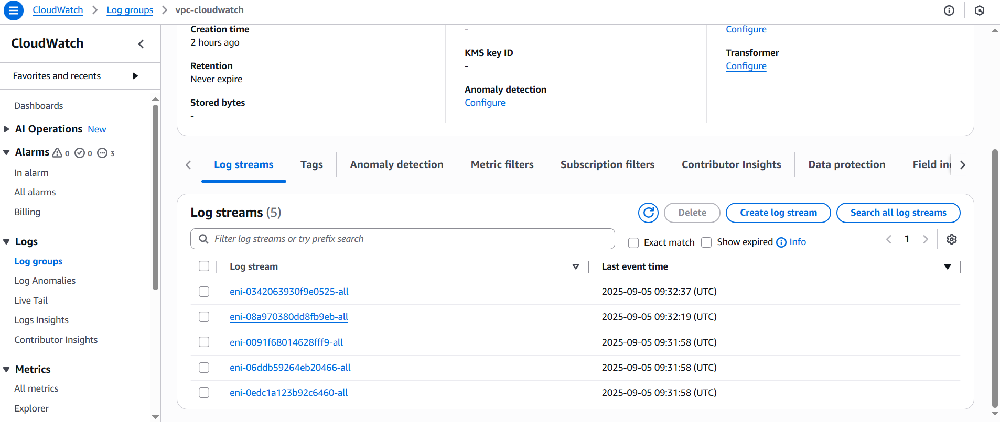 CloudWatch > Log groups > vpc-cloudwatch
CloudWatch
Favorites and recents
Dashboards
AI Operations New
Alarms 0 0 3
In alarm
All alarms
Billing
Logs
Log groups
Log Anomalies
Live Tail
Logs Insights
Contributor Insights
Metrics
All metrics
Explorer
Creation time
2 hours ago
Retention
Never expire
Stored bytes
-
-
KMS key ID
-
Anomaly detection
Configure
Configure
Transformer
Configure
Log streams Tags Anomaly detection Metric filters Subscription filters Contributor Insights Data protection Field in
Log streams (5)
Delete Create log stream Search all log streams
Filter log streams or try prefix search
Exact match Show expired Info
1
Log stream Last event time
eni-0342063930f9e0525-all 2025-09-05 09:32:37 (UTC)
eni-08a970380dd8fb9eb-all 2025-09-05 09:32:19 (UTC)
eni-0091f68014628fff9-all 2025-09-05 09:31:58 (UTC)
eni-06ddb59264eb20466-all 2025-09-05 09:31:58 (UTC)
eni-0edc1a123b92c6460-all 2025-09-05 09:31:58 (UTC)